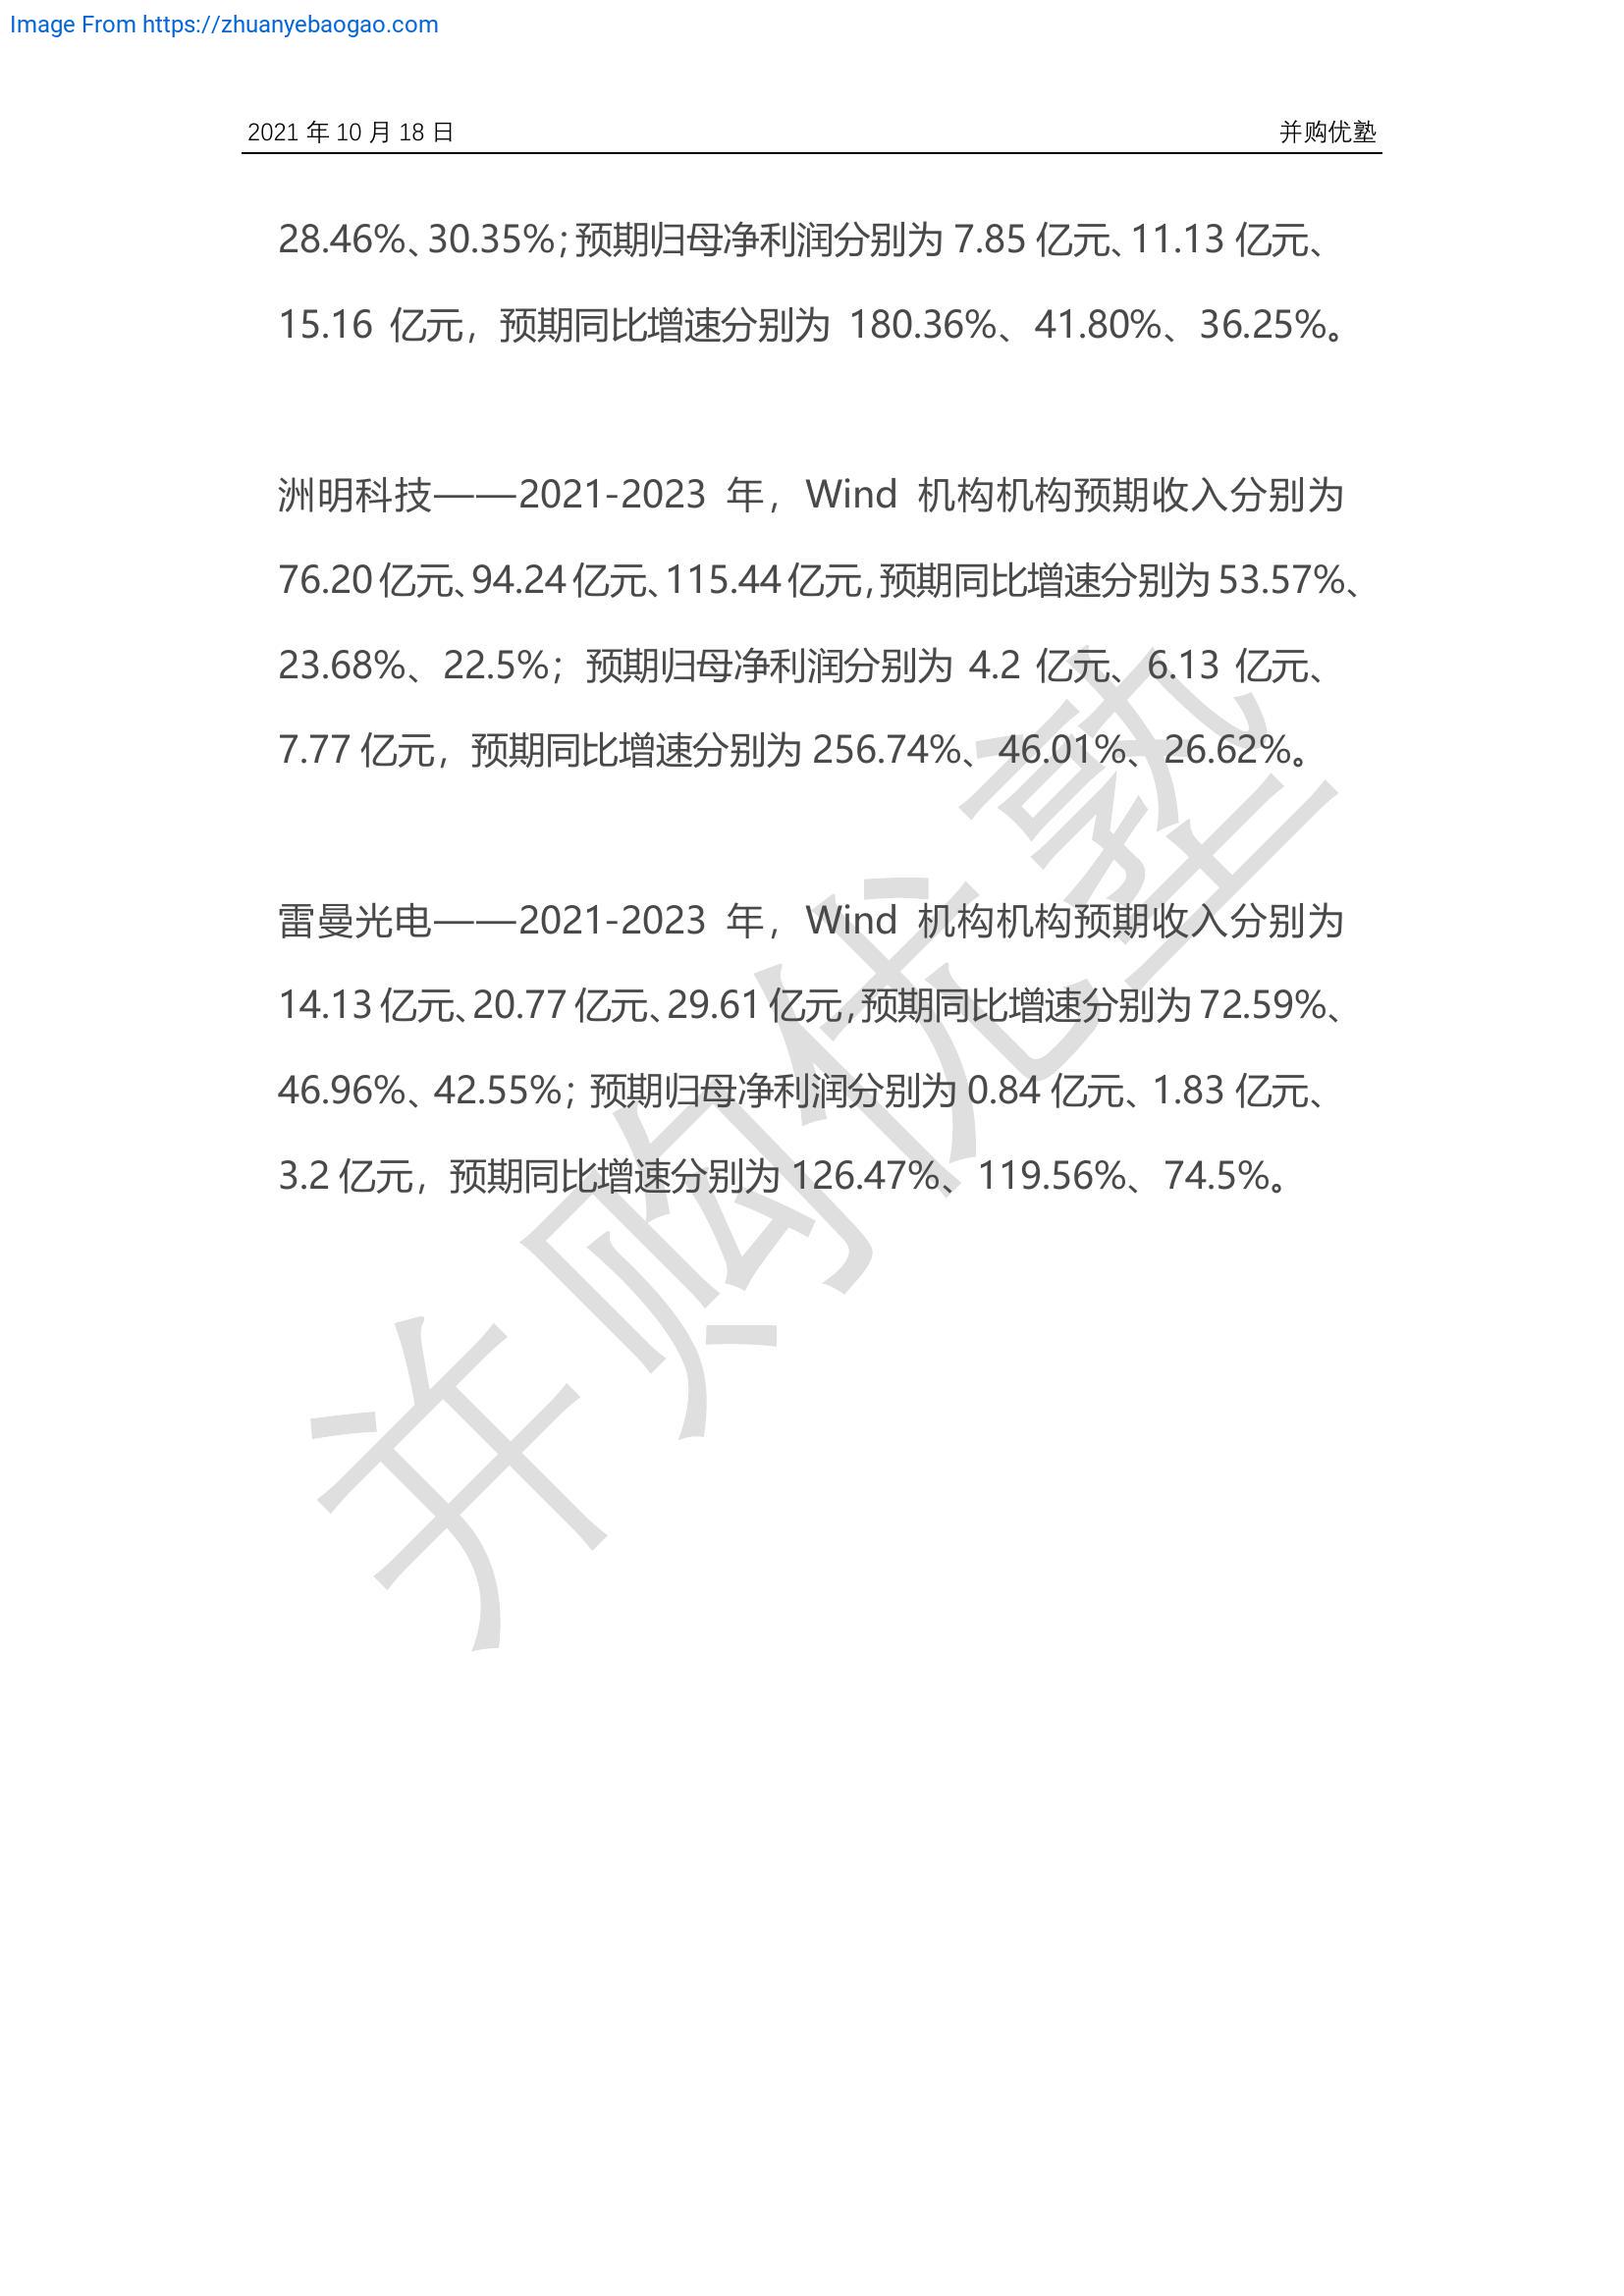 Image From https://zhuanyebaogao.com
2021 年 10 月 18 日 并购优塾
28.46%、30.35%；预期归母净利润分别为 7.85 亿元、11.13 亿元、
15.16 亿元，预期同比增速分别为 180.36%、41.80%、36.25%。
洲明科技——2021-2023 年，Wind 机构机构预期收入分别为
76.20 亿元、94.24 亿元、115.44 亿元，预期同比增速分别为 53.57%、
23.68%、22.5%；预期归母净利润分别为 4.2 亿元、6.13 亿元、
7.77 亿元，预期同比增速分别为 256.74%、46.01%、26.62%。
雷曼光电——2021-2023 年，Wind 机构机构预期收入分别为
14.13 亿元、20.77 亿元、29.61 亿元，预期同比增速分别为 72.59%、
46.96%、42.55%；预期归母净利润分别为 0.84 亿元、1.83 亿元、
3.2 亿元，预期同比增速分别为 126.47%、119.56%、74.5%。
并购优塾